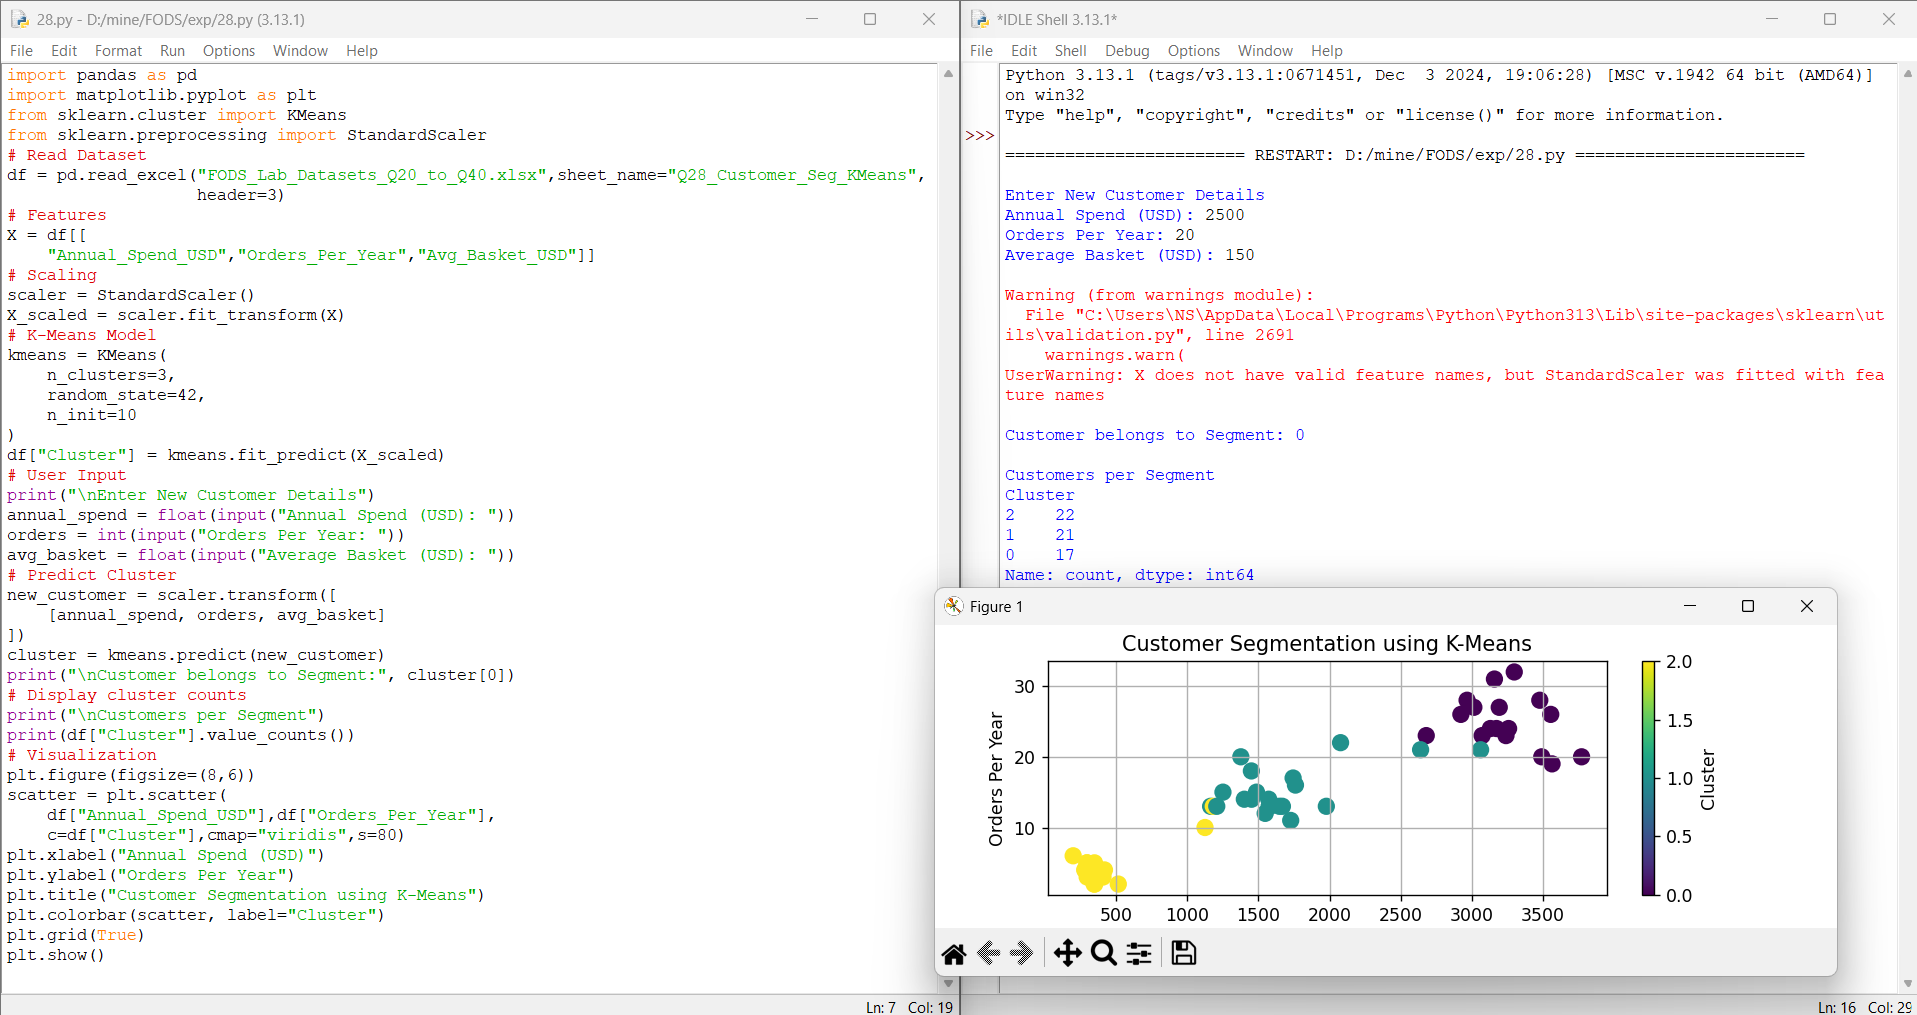 28.py - D:/mine/FODS/exp/28.py (3.13.1)
File Edit Format Run Options Window Help
import pandas as pd
import matplotlib.pyplot as plt
from sklearn.cluster import KMeans
from sklearn.preprocessing import StandardScaler
# Read Dataset
df = pd.read_excel("FODS_Lab_Datasets_Q20_to_Q40.xlsx",sheet_name="Q28_Customer_Seg_KMeans",
                   header=3)
# Features
X = df[[
    "Annual_Spend_USD","Orders_Per_Year","Avg_Basket_USD"]]
# Scaling
scaler = StandardScaler()
X_scaled = scaler.fit_transform(X)
# K-Means Model
kmeans = KMeans(
    n_clusters=3,
    random_state=42,
    n_init=10
)
df["Cluster"] = kmeans.fit_predict(X_scaled)
# User Input
print("\nEnter New Customer Details")
annual_spend = float(input("Annual Spend (USD): "))
orders = int(input("Orders Per Year: "))
avg_basket = float(input("Average Basket (USD): "))
# Predict Cluster
new_customer = scaler.transform([
    [annual_spend, orders, avg_basket]
])
cluster = kmeans.predict(new_customer)
print("\nCustomer belongs to Segment:", cluster[0])
# Display cluster counts
print("\nCustomers per Segment")
print(df["Cluster"].value_counts())
# Visualization
plt.figure(figsize=(8,6))
scatter = plt.scatter(
    df["Annual_Spend_USD"],df["Orders_Per_Year"],
    c=df["Cluster"],cmap="viridis",s=80)
plt.xlabel("Annual Spend (USD)")
plt.ylabel("Orders Per Year")
plt.title("Customer Segmentation using K-Means")
plt.colorbar(scatter, label="Cluster")
plt.grid(True)
plt.show()
Ln: 7 Col: 19
*IDLE Shell 3.13.1*
File Edit Shell Debug Options Window Help
Python 3.13.1 (tags/v3.13.1:0671451, Dec  3 2024, 19:06:28) [MSC v.1942 64 bit (AMD64)]
on win32
Type "help", "copyright", "credits" or "license()" for more information.
>>>
======================== RESTART: D:/mine/FODS/exp/28.py =======================
Enter New Customer Details
Annual Spend (USD): 2500
Orders Per Year: 20
Average Basket (USD): 150
Warning (from warnings module):
  File "C:\Users\NS\AppData\Local\Programs\Python\Python313\Lib\site-packages\sklearn\ut
ils\validation.py", line 2691
    warnings.warn(
UserWarning: X does not have valid feature names, but StandardScaler was fitted with fea
ture names
Customer belongs to Segment: 0
Customers per Segment
Cluster
2    22
1    21
0    17
Name: count, dtype: int64
Figure 1
Customer Segmentation using K-Means
Orders Per Year
30
20
10
500 1000 1500 2000 2500 3000 3500
2.0
1.5
1.0
0.5
0.0
Cluster
Ln: 16 Col: 29